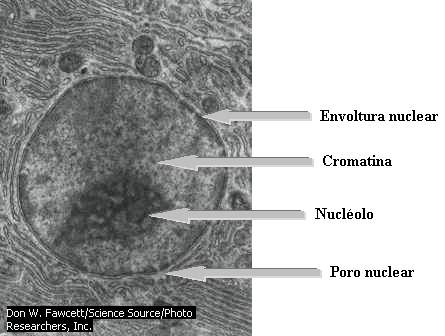 Envoltura nuclear
Cromatina
Nucléolo
Poro nuclear
Don W. Fawcett/Science Source/Photo
Researchers, Inc.